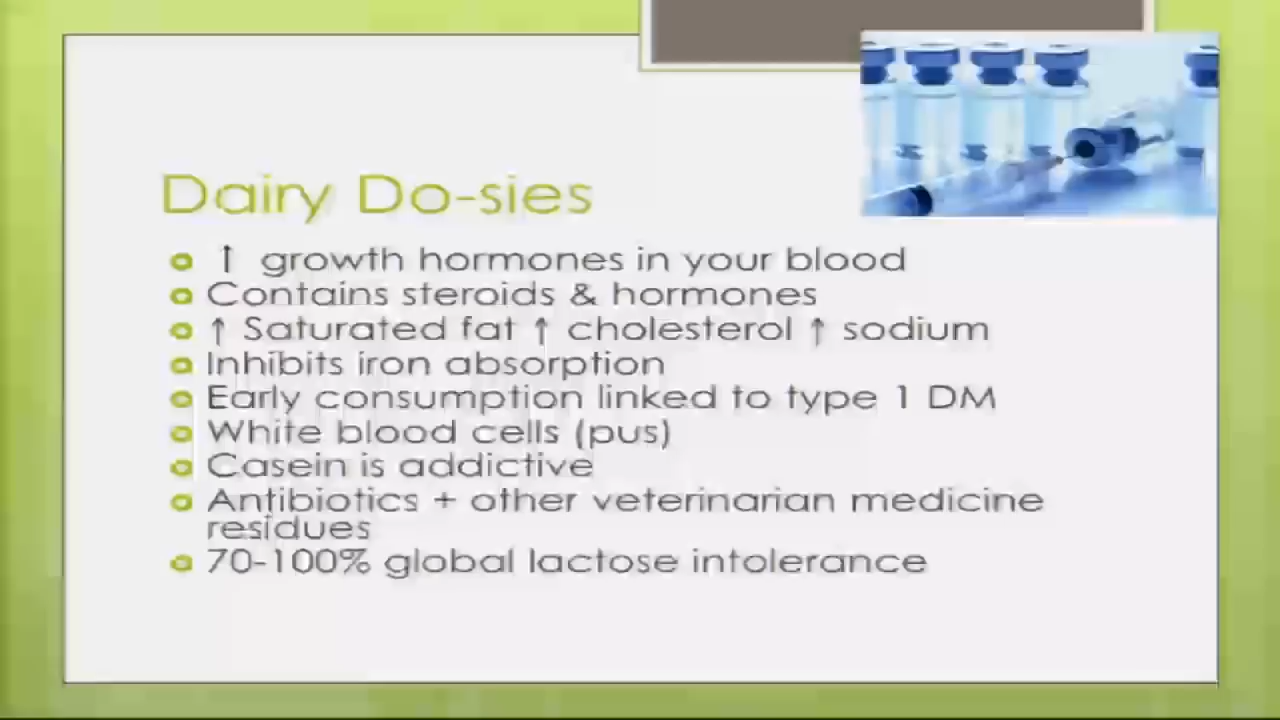 Dairy Do-sies
↑ growth hormones in your blood
Contains steroids & hormones
↑ Saturated fat ↑ cholesterol ↑ sodium
Inhibits iron absorption
Early consumption linked to type 1 DM
White blood cells (pus)
Casein is addictive
Antibiotics + other veterinarian medicine
residues
70-100% global lactose intolerance